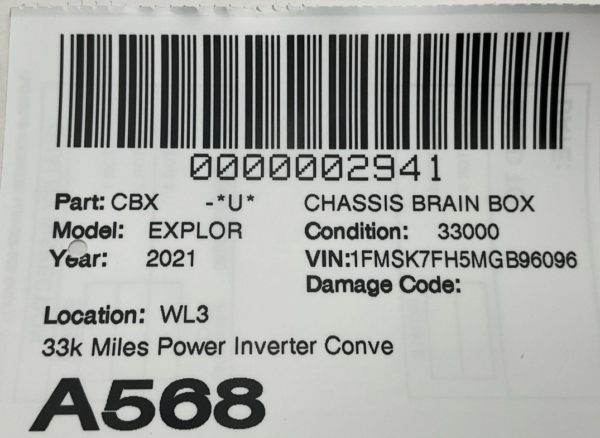 0000002941
Part: CBX -*U* CHASSIS BRAIN BOX
Model: EXPLOR Condition: 33000
Year: 2021 VIN:1FMSK7FH5MGB96096
Damage Code:
Location: WL3
33k Miles Power Inverter Conve
A568